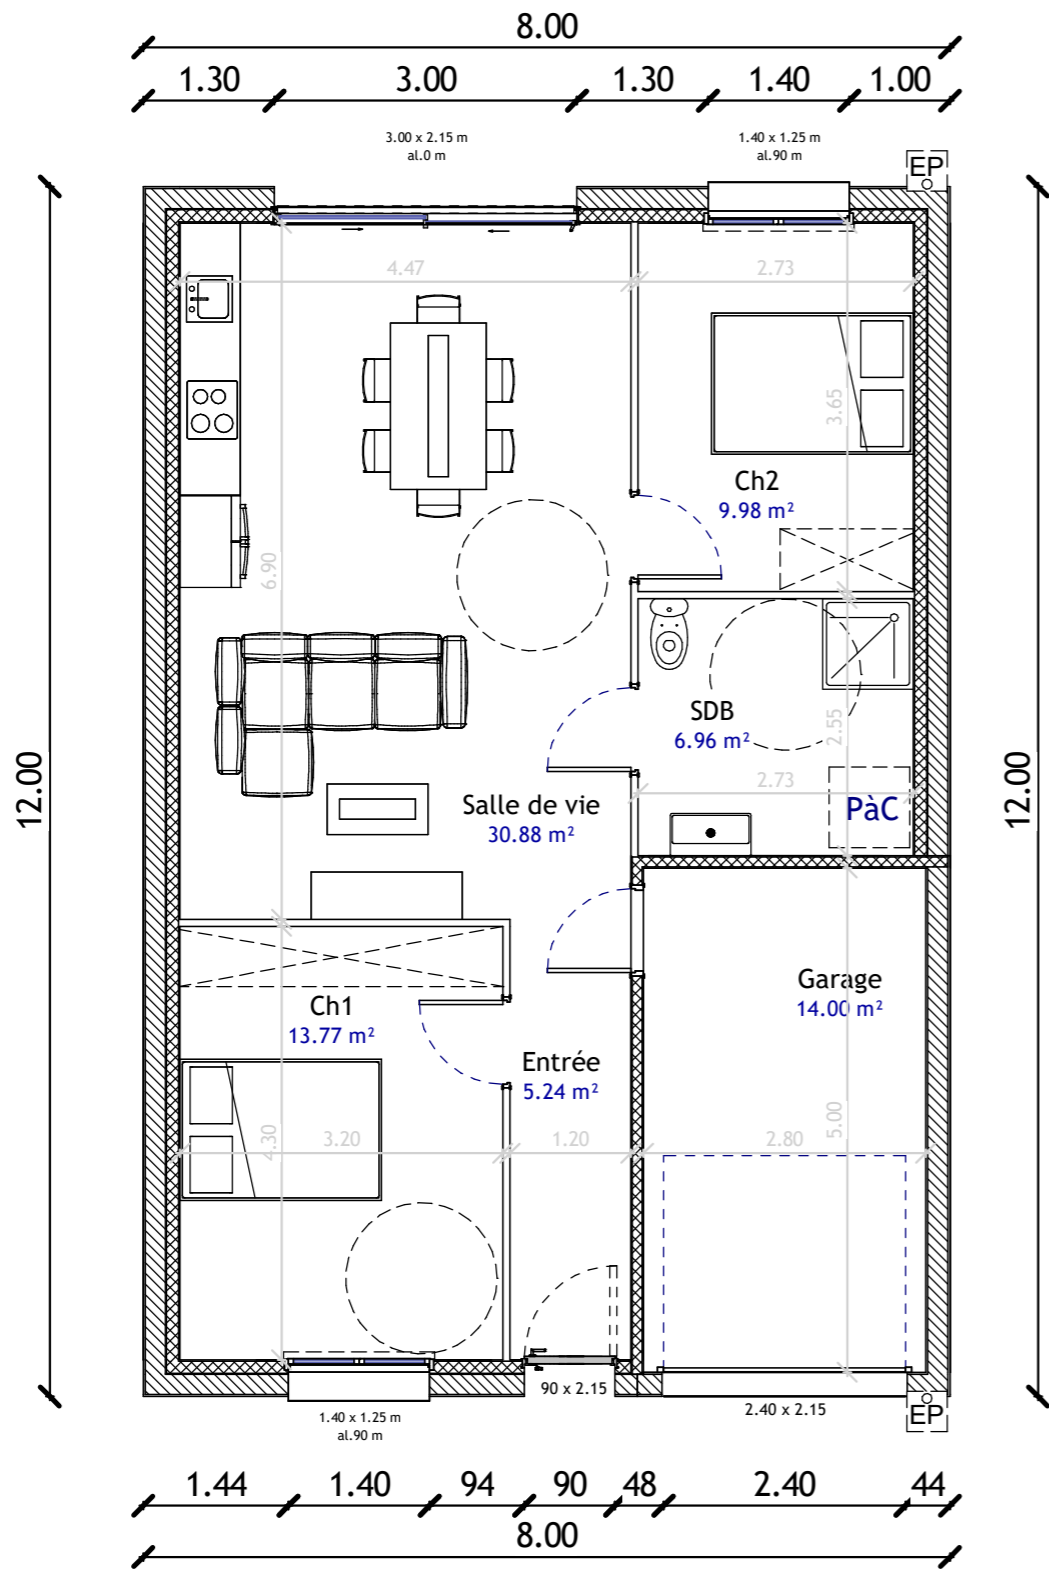 8.00
1.30 3.00 1.30 1.40 1.00
3.00 x 2.15 m
al.0 m
1.40 x 1.25 m
al.90 m
EP
4.47 2.73
3.65
Ch2
9.98 m²
6.90
SDB
6.96 m²
2.55
2.73
PàC
12.00
12.00
Salle de vie
30.88 m²
Garage
14.00 m²
Ch1
13.77 m²
Entrée
5.24 m²
4.30
3.20 1.20 2.80
5.00
90 x 2.15
2.40 x 2.15
EP
1.40 x 1.25 m
al.90 m
1.44 1.40 94 90 48 2.40 44
8.00